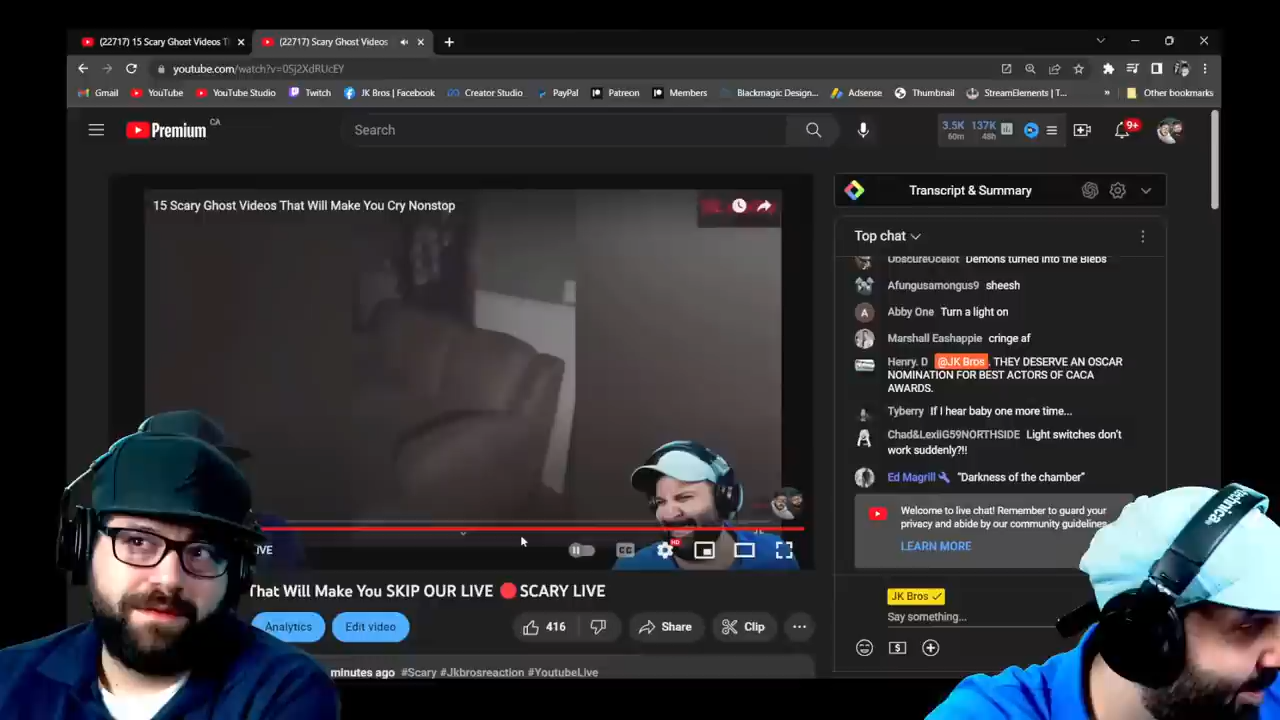 (22717) 15 Scary Ghost Videos T
(22717) Scary Ghost Videos
youtube.com/watch?v=0Sj2XdRUcEY
Gmail
YouTube
YouTube Studio
Twitch
JK Bros | Facebook
Creator Studio
PayPal
Patreon
Members
Blackmagic Design...
Adsense
Thumbnail
StreamElements | T...
»
Other bookmarks
Premium CA
Search
3.5K 137K
60m 48h
9+
15 Scary Ghost Videos That Will Make You Cry Nonstop
Transcript & Summary
Top chat
ObscureOcelot Demons turned into the Blebs
Afungusamongus9 sheesh
A
Abby One Turn a light on
Marshall Eashappie cringe af
Henry. D @JK Bros . THEY DESERVE AN OSCAR
NOMINATION FOR BEST ACTORS OF CACA
AWARDS.
Tyberry If I hear baby one more time...
Chad&LexiIG59NORTHSIDE Light switches don't
work suddenly?!!
Ed Magrill "Darkness of the chamber"
Welcome to live chat! Remember to guard your
privacy and abide by our community guidelines
LEARN MORE
JK Bros
Say something...
IVE
CC
HD
That Will Make You SKIP OUR LIVE 🔴 SCARY LIVE
Analytics
Edit video
416
Share
Clip
minutes ago #Scary #Jkbrosreaction #YoutubeLive
technica